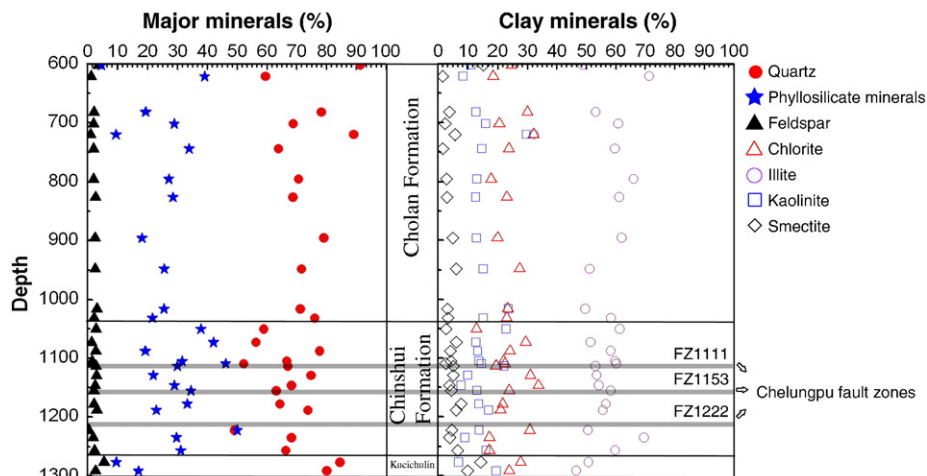 Major minerals (%)
Clay minerals (%)
0 10 20 30 40 50 60 70 80 90 100
0 10 20 30 40 50 60 70 80 90 100
Depth
600
700
800
900
1000
1100
1200
1300
Cholan Formation
Chinshui
Formation
Kucichulin
FZ1111
FZ1153
FZ1222
Chelungpu fault zones
Quartz
Phyllosilicate minerals
Feldspar
Chlorite
Illite
Kaolinite
Smectite